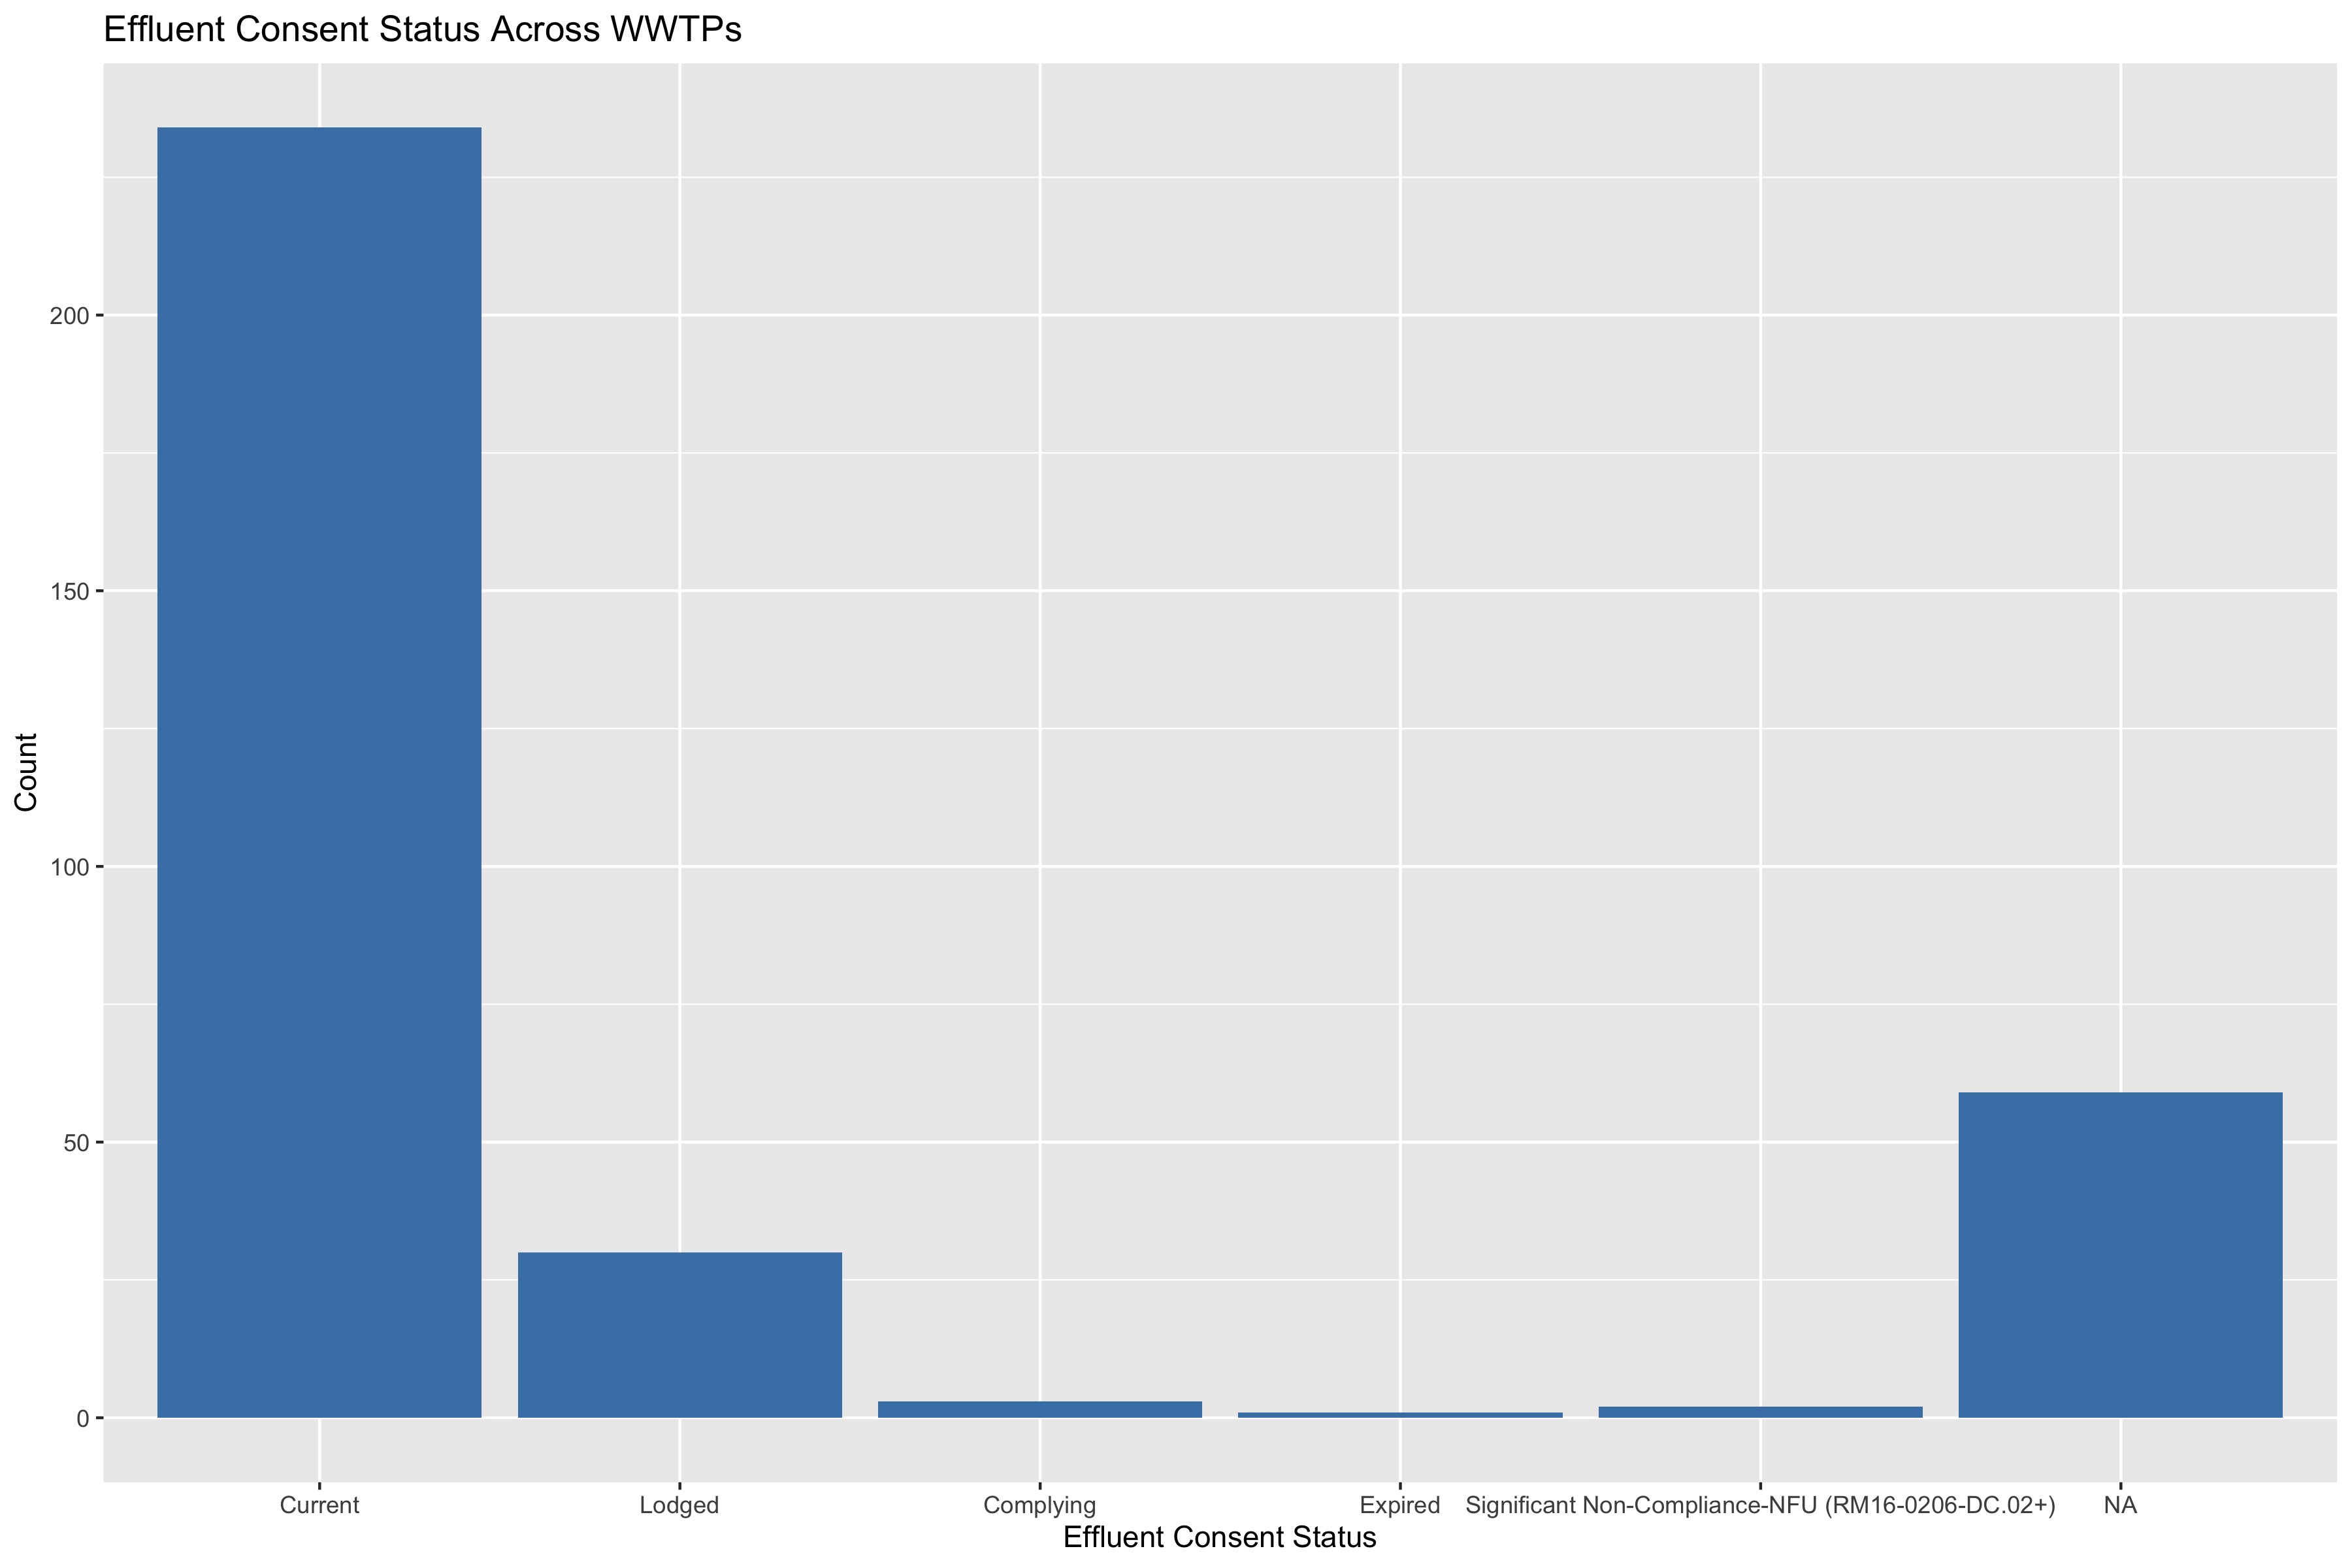 Effluent Consent Status Across WWTPs
Count
200
150
100
50
0
Current Lodged Complying Expired Significant Non-Compliance-NFU (RM16-0206-DC.02+) NA
Effluent Consent Status